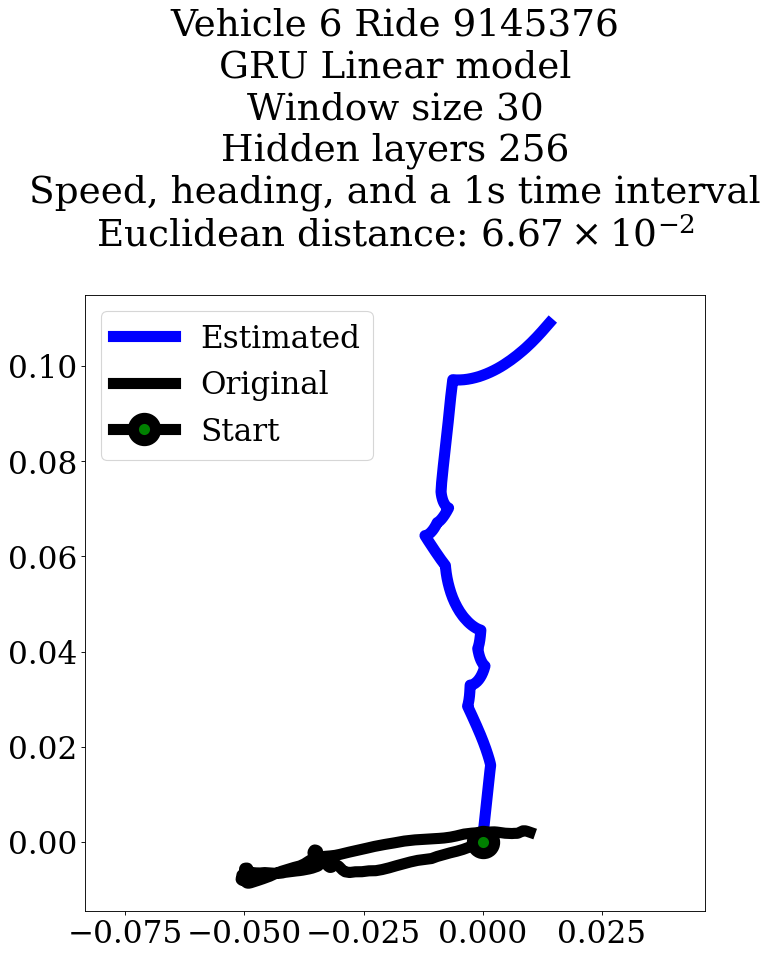 Vehicle 6 Ride 9145376
GRU Linear model
Window size 30
Hidden layers 256
Speed, heading, and a 1s time interval
Euclidean distance: 6.67 × 10⁻²
Estimated
Original
Start
0.10
0.08
0.06
0.04
0.02
0.00
−0.075 −0.050 −0.025 0.000 0.025